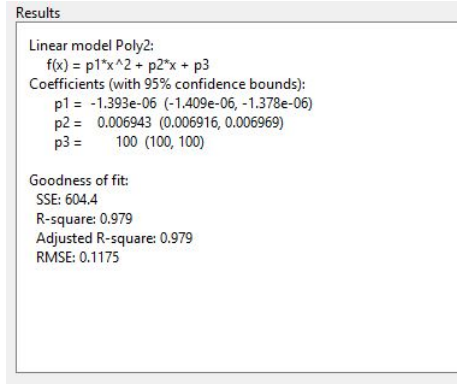 Results
Linear model Poly2:
f(x) = p1*x^2 + p2*x + p3
Coefficients (with 95% confidence bounds):
p1 = -1.393e-06 (-1.409e-06, -1.378e-06)
p2 = 0.006943 (0.006916, 0.006969)
p3 = 100 (100, 100)
Goodness of fit:
SSE: 604.4
R-square: 0.979
Adjusted R-square: 0.979
RMSE: 0.1175